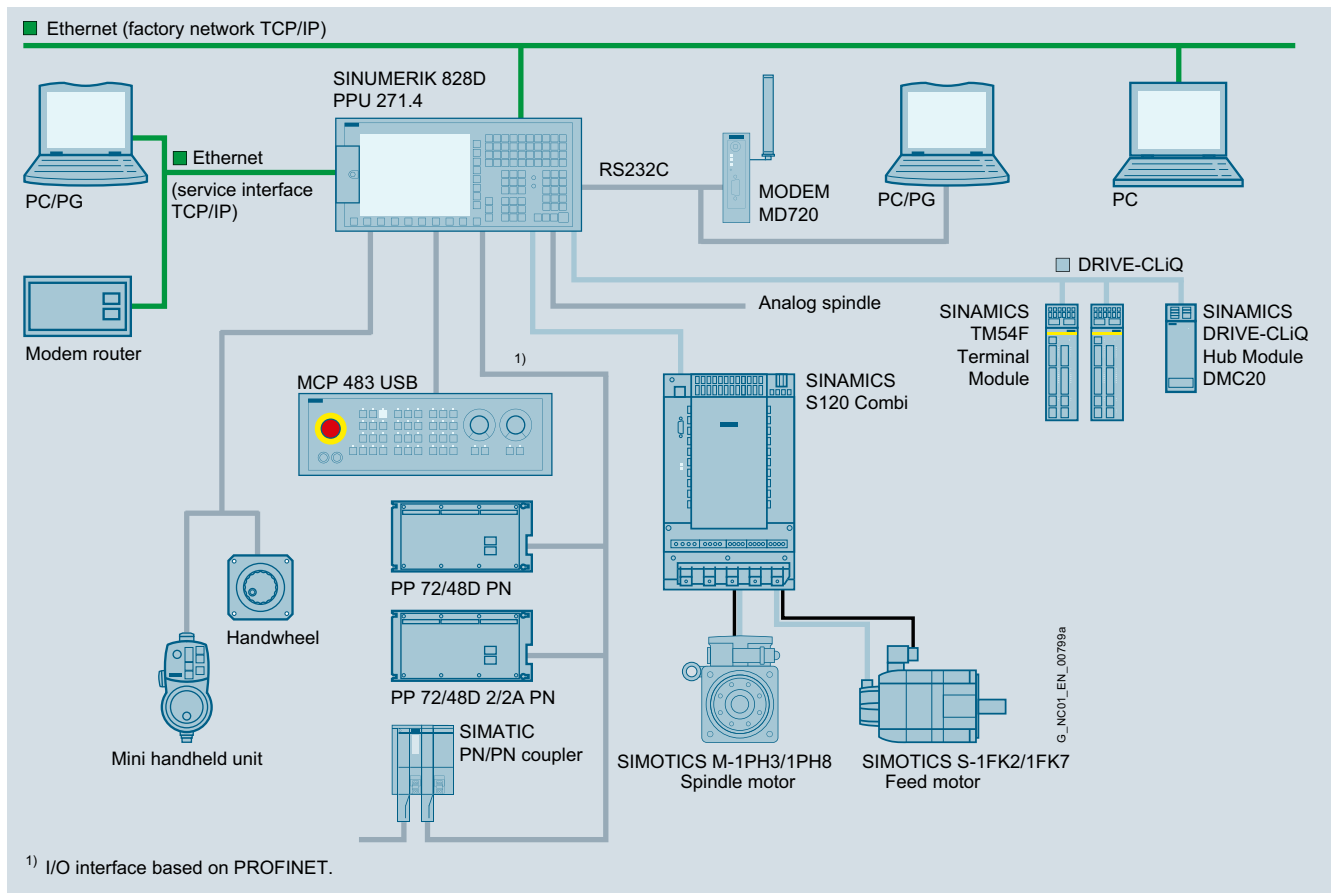 Ethernet (factory network TCP/IP)
SINUMERIK 828D
PPU 271.4
Ethernet
(service interface
TCP/IP)
PC/PG
RS232C
MODEM
MD720
PC/PG
PC
Modem router
DRIVE-CLiQ
Analog spindle
SINAMICS
TM54F
Terminal
Module
SINAMICS
DRIVE-CLiQ
Hub Module
DMC20
1)
MCP 483 USB
SINAMICS
S120 Combi
PP 72/48D PN
Handwheel
PP 72/48D 2/2A PN
SIMATIC
PN/PN coupler
Mini handheld unit
SIMOTICS M-1PH3/1PH8
Spindle motor
SIMOTICS S-1FK2/1FK7
Feed motor
G_NC01_EN_00799a
1) I/O interface based on PROFINET.